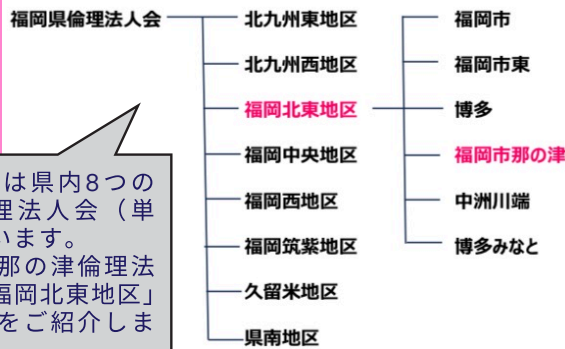 福岡県倫理法人会
北九州東地区
北九州西地区
福岡北東地区
福岡中央地区
福岡西地区
福岡筑紫地区
久留米地区
県南地区
福岡市
福岡市東
博多
福岡市那の津
中洲川端
博多みなと
は県内8つの
理法人会（単
います。
那の津倫理法
福岡北東地区」
をご紹介しま